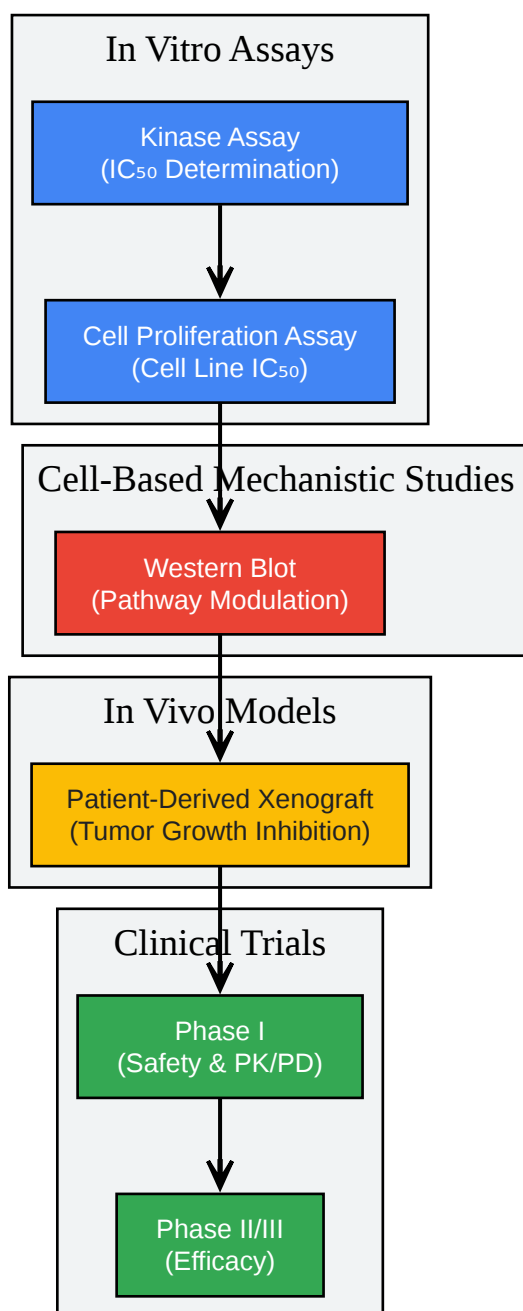 In Vitro Assays
Kinase Assay
(IC₅₀ Determination)
Cell Proliferation Assay
(Cell Line IC₅₀)
Cell-Based Mechanistic Studies
Western Blot
(Pathway Modulation)
In Vivo Models
Patient-Derived Xenograft
(Tumor Growth Inhibition)
Clinical Trials
Phase I
(Safety & PK/PD)
Phase II/III
(Efficacy)